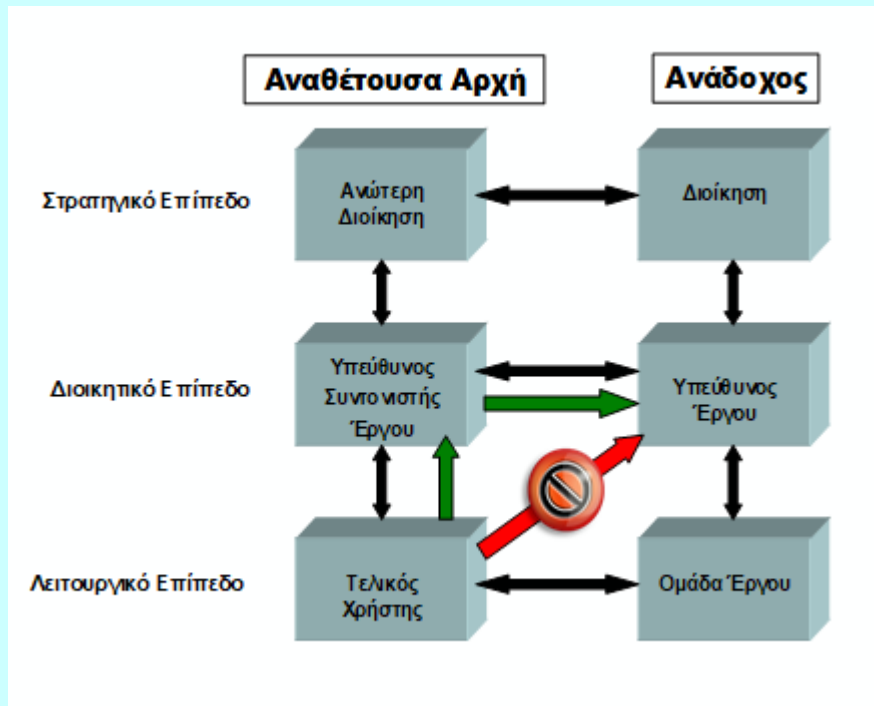 Αναθέτουσα Αρχή
Ανάδοχος
Στρατηγικό Επίπεδο
Ανώτερη
Διοίκηση
Διοίκηση
Διοικητικό Επίπεδο
Υπεύθυνος
Συντονιστής
Έργου
Υπεύθυνος
Έργου
Λειτουργικό Επίπεδο
Τελικός
Χρήστης
Ομάδα Έργου